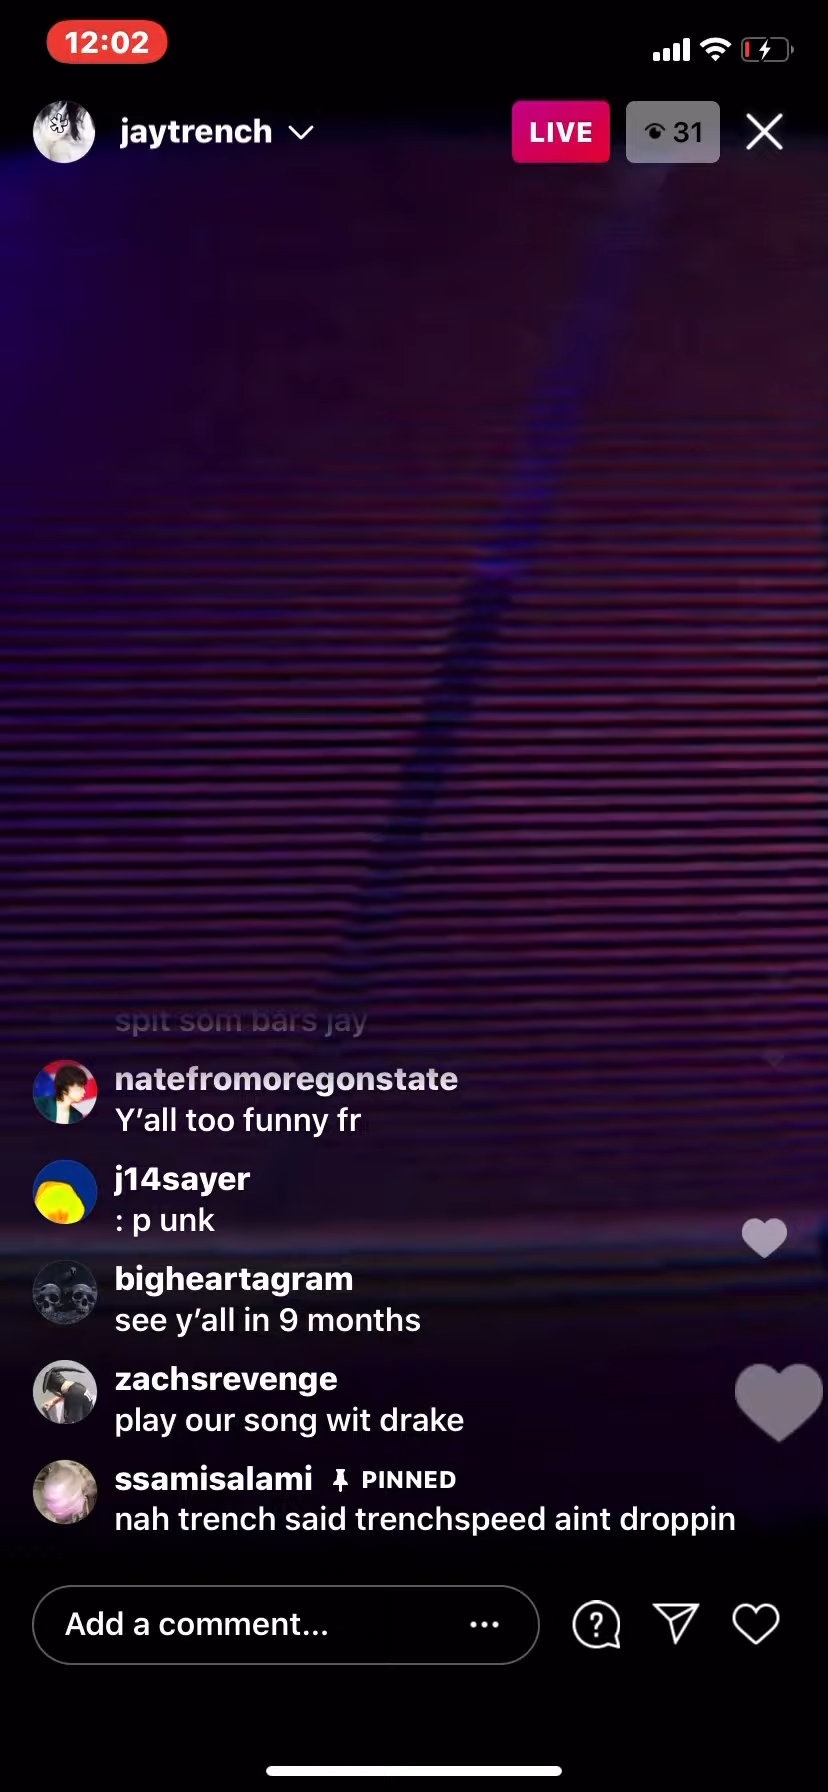 12:02
jaytrench
LIVE
31
spit som bars jay
natefromoregonstate
Y’all too funny fr
j14sayer
: p unk
bigheartagram
see y’all in 9 months
zachsrevenge
play our song wit drake
ssamisalami PINNED
nah trench said trenchspeed aint droppin
Add a comment...